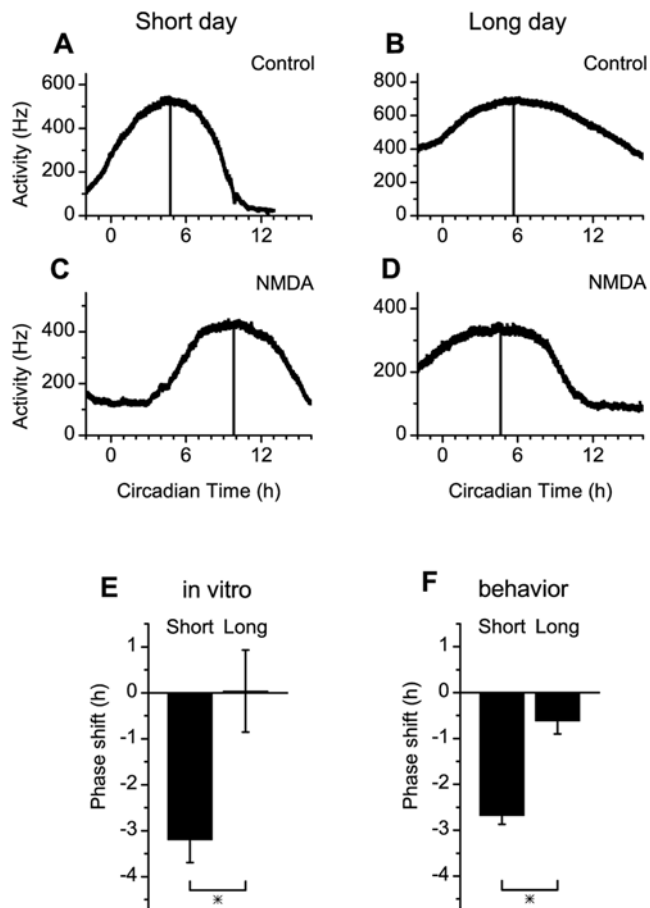 Short day
Long day
A
Control
Activity (Hz)
600
400
200
0
0 6 12
B
Control
800
600
400
200
0
0 6 12
C
NMDA
Activity (Hz)
400
200
0
0 6 12
Circadian Time (h)
D
NMDA
400
200
0
0 6 12
Circadian Time (h)
E in vitro
Short Long
Phase shift (h)
1
0
-1
-2
-3
-4
*
F behavior
Short Long
Phase shift (h)
1
0
-1
-2
-3
-4
*